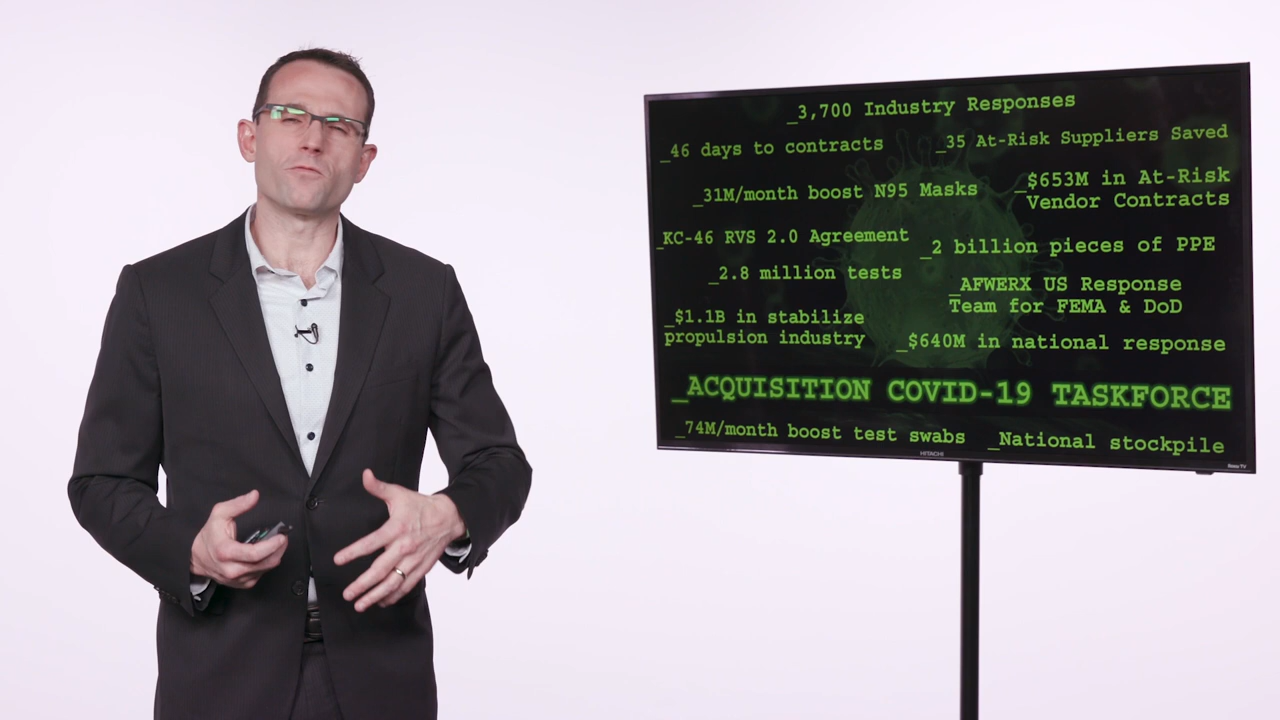 _3,700 Industry Responses
_46 days to contracts
_35 At-Risk Suppliers Saved
_31M/month boost N95 Masks
_$653M in At-Risk
Vendor Contracts
_KC-46 RVS 2.0 Agreement
_2 billion pieces of PPE
_2.8 million tests
_AFWERX US Response
Team for FEMA & DoD
_$1.1B in stabilize
propulsion industry
_$640M in national response
_ACQUISITION COVID-19 TASKFORCE
_74M/month boost test swabs
_National stockpile
HITACHI
Roku TV